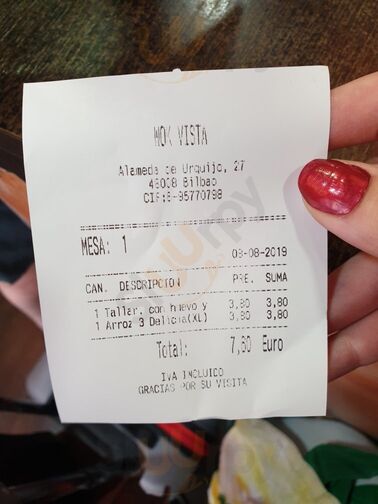 WOK VISTA
Alameda de Urquijo, 27
48008 Bilbao
CIF:B-95770798
MESA: 1
08-08-2019
CAN. DESCRIPCION PRE. SUMA
1 Tallar. con huevo y 3,80 3,80
1 Arroz 3 Delicia(XL) 3,80 3,80
Total: 7,60 Euro
IVA INCLUIDO
GRACIAS POR SU VISITA